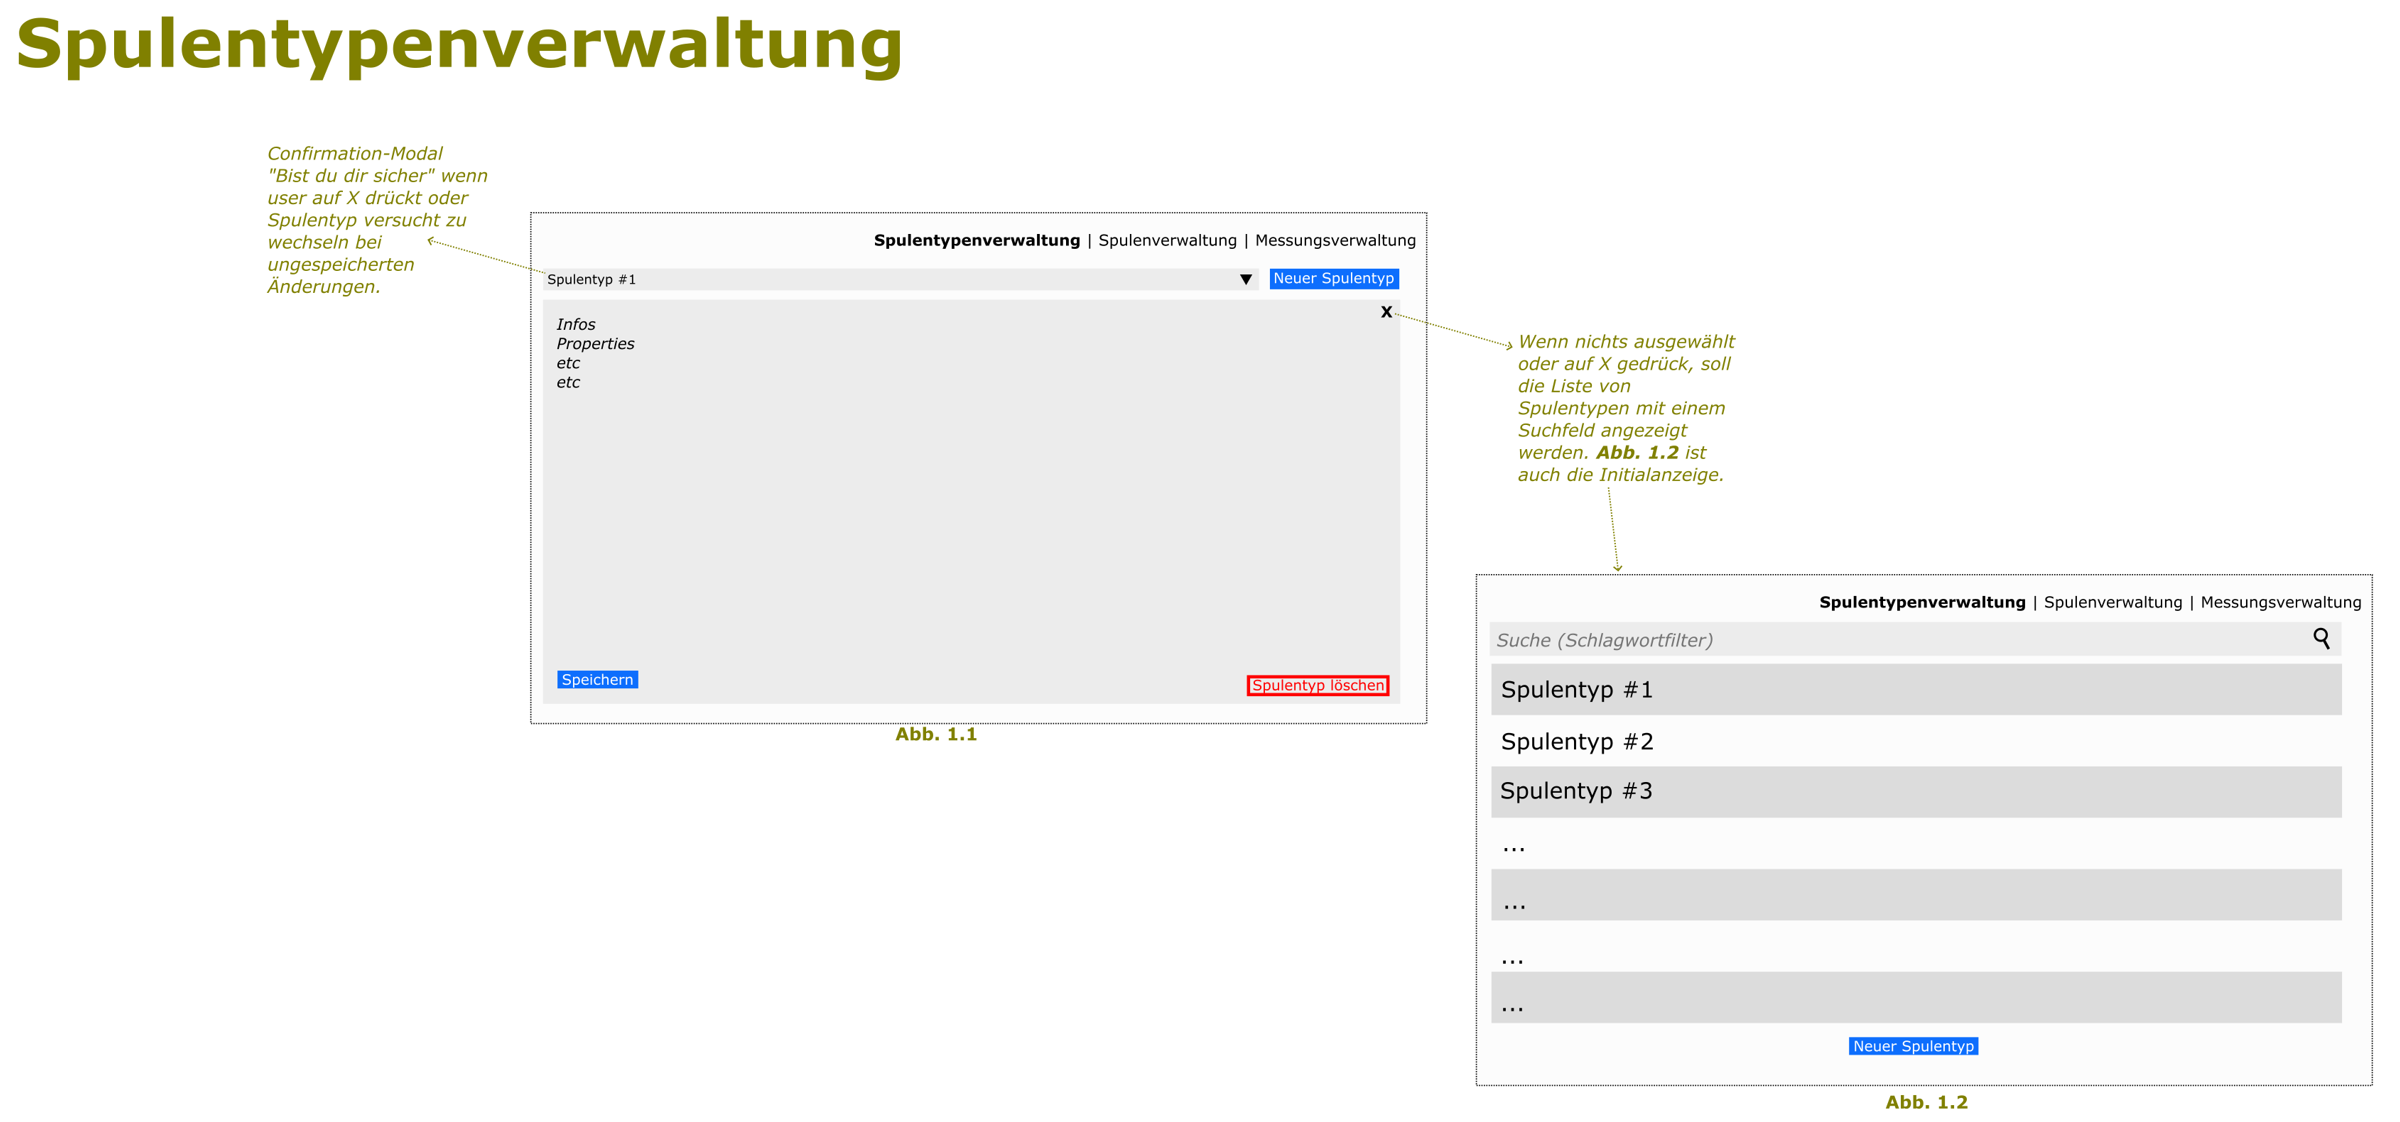 Spulentypenverwaltung
Confirmation-Modal
"Bist du dir sicher" wenn
user auf X drückt oder
Spulentyp versucht zu
wechseln bei
ungespeicherten
Änderungen.
Spulentypenverwaltung | Spulenverwaltung | Messungsverwaltung
Spulentyp #1
Neuer Spulentyp
X
Infos
Properties
etc
etc
Speichern
Spulentyp löschen
Abb. 1.1
Wenn nichts ausgewählt
oder auf X gedrück, soll
die Liste von
Spulentypen mit einem
Suchfeld angezeigt
werden. Abb. 1.2 ist
auch die Initialanzeige.
Spulentypenverwaltung | Spulenverwaltung | Messungsverwaltung
Suche (Schlagwortfilter)
Spulentyp #1
Spulentyp #2
Spulentyp #3
...
...
...
...
Neuer Spulentyp
Abb. 1.2